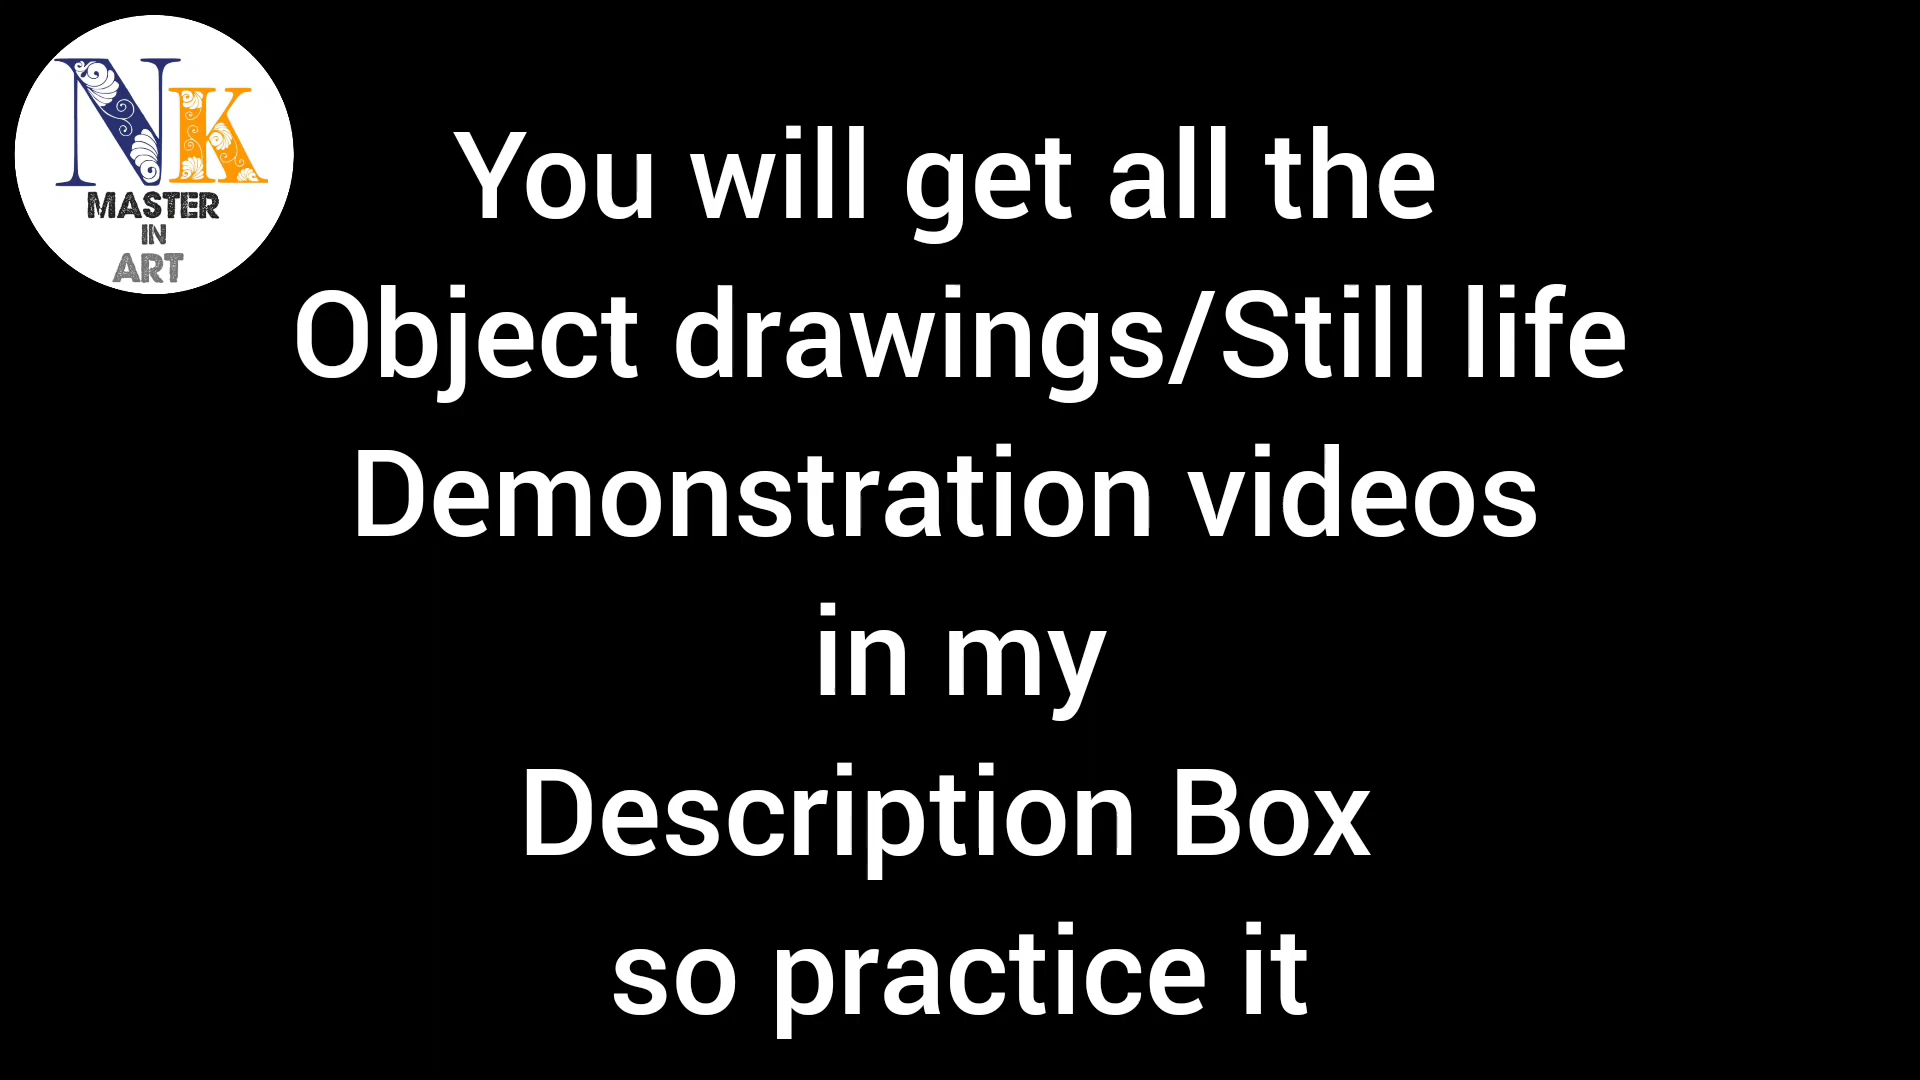 NK
MASTER
IN
ART
You will get all the
Object drawings/Still life
Demonstration videos
in my
Description Box
so practice it